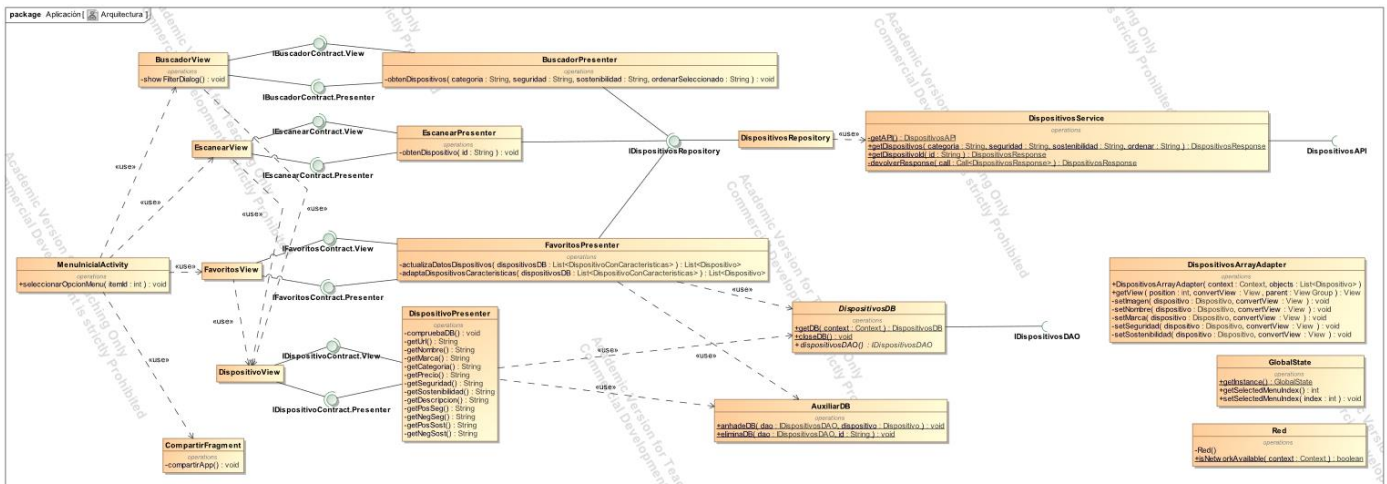 package Aplicación [ Arquitectura ]
BuscadorView
operations
-showFilterDialog() : void
IBuscadorContract.View
IBuscadorContract.Presenter
BuscadorPresenter
operations
-obtenDispositivos( categoria : String, seguridad : String, sostenibilidad : String, ordenarSeleccionado : String ) : void
EscanearView
IEscanearContract.View
IEscanearContract.Presenter
EscanearPresenter
operations
-obtenDispositivo( id : String ) : void
IDispositivosRepository
DispositivosRepository
«use»
DispositivosService
operations
-getAPI() : DispositivosAPI
+getDispositivos( categoria : String, seguridad : String, sostenibilidad : String, ordenar : String ) : DispositivosResponse
+getDispositivoId( id : String ) : DispositivosResponse
-devolverResponse( call : Call<DispositivosResponse> ) : DispositivosResponse
DispositivosAPI
«use»
«use»
«use»
«use»
MenuInicialActivity
operations
+seleccionarOpcionMenu( itemId : int ) : void
«use»
FavoritosView
IFavoritosContract.View
IFavoritosContract.Presenter
FavoritosPresenter
operations
-actualizaDatosDispositivos( dispositivosDB : List<DispositivoConCaracteristicas> ) : List<Dispositivo>
-adaptaDispositivosCaracteristicas( dispositivosDB : List<DispositivoConCaracteristicas> ) : List<Dispositivo>
«use»
«use»
«use»
DispositivoView
IDispositivoContract.View
IDispositivoContract.Presenter
DispositivoPresenter
operations
-compruebaDB() : void
-getUrl() : String
-getNombre() : String
-getMarca() : String
-getCategoria() : String
-getPrecio() : String
-getSeguridad() : String
-getSostenibilidad() : String
-getDescripcion() : String
-getPosSeg() : String
-getNegSeg() : String
-getPosSost() : String
-getNegSost() : String
«use»
«use»
«use»
DispositivosDB
operations
+getDB( context : Context ) : DispositivosDB
+closeDB() : void
+dispositivosDAO() : IDispositivosDAO
IDispositivosDAO
AuxiliarDB
operations
+anhadeDB( dao : IDispositivosDAO, dispositivo : Dispositivo ) : void
+eliminaDB( dao : IDispositivosDAO, id : String ) : void
CompartirFragment
operations
-compartirApp() : void
DispositivosArrayAdapter
operations
+DispositivosArrayAdapter( context : Context, objects : List<Dispositivo> )
+getView( position : int, convertView : View, parent : ViewGroup ) : View
-setImagen( dispositivo : Dispositivo, convertView : View ) : void
-setNombre( dispositivo : Dispositivo, convertView : View ) : void
-setMarca( dispositivo : Dispositivo, convertView : View ) : void
-setSeguridad( dispositivo : Dispositivo, convertView : View ) : void
-setSostenibilidad( dispositivo : Dispositivo, convertView : View ) : void
GlobalState
operations
+getInstance() : GlobalState
+getSelectedMenuIndex() : int
+setSelectedMenuIndex( index : int ) : void
Red
operations
-Red()
+isNetworkAvailable( context : Context ) : boolean
Academic Version for Teaching Only
Commercial Development is strictly Prohibited